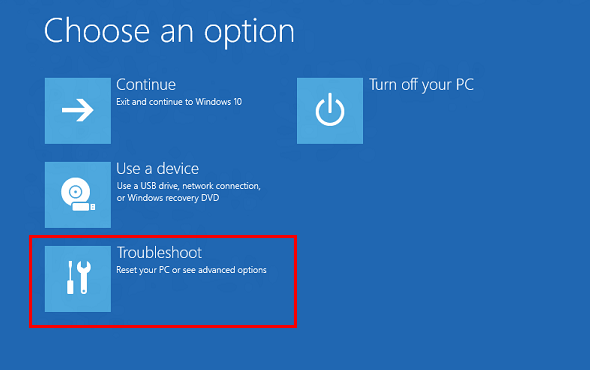 Choose an option
Continue
Exit and continue to Windows 10
Turn off your PC
Use a device
Use a USB drive, network connection,
or Windows recovery DVD
Troubleshoot
Reset your PC or see advanced options